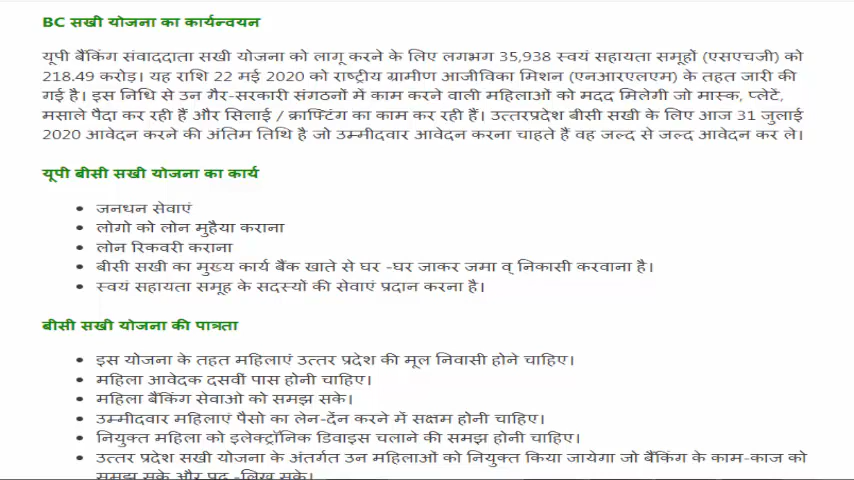 BC सखी योजना का कार्यन्वयन
यूपी बैंकिंग संवाददाता सखी योजना को लागू करने के लिए लगभग 35,938 स्वयं सहायता समूहों (एसएचजी) को
218.49 करोड़। यह राशि 22 मई 2020 को राष्ट्रीय ग्रामीण आजीविका मिशन (एनआरएलएम) के तहत जारी की
गई है। इस निधि से उन गैर-सरकारी संगठनों में काम करने वाली महिलाओं को मदद मिलेगी जो मास्क, प्लेटें,
मसाले पैदा कर रही हैं और सिलाई / क्राफ्टिंग का काम कर रही हैं। उत्तरप्रदेश बीसी सखी के लिए आज 31 जुलाई
2020 आवेदन करने की अंतिम तिथि है जो उम्मीदवार आवेदन करना चाहते हैं वह जल्द से जल्द आवेदन कर ले।
यूपी बीसी सखी योजना का कार्य
जनधन सेवाएं
लोगो को लोन मुहैया कराना
लोन रिकवरी कराना
बीसी सखी का मुख्य कार्य बैंक खाते से घर -घर जाकर जमा व् निकासी करवाना है।
स्वयं सहायता समूह के सदस्यों की सेवाएं प्रदान करना है।
बीसी सखी योजना की पात्रता
इस योजना के तहत महिलाएं उत्तर प्रदेश की मूल निवासी होने चाहिए।
महिला आवेदक दसवीं पास होनी चाहिए।
महिला बैंकिंग सेवाओ को समझ सके।
उम्मीदवार महिलाएं पैसो का लेन-देंन करने में सक्षम होनी चाहिए।
नियुक्त महिला को इलेक्ट्रॉनिक डिवाइस चलाने की समझ होनी चाहिए।
उत्तर प्रदेश सखी योजना के अंतर्गत उन महिलाओं को नियुक्त किया जायेगा जो बैंकिंग के काम-काज को
समझ सके और पढ़ -लिख सके।